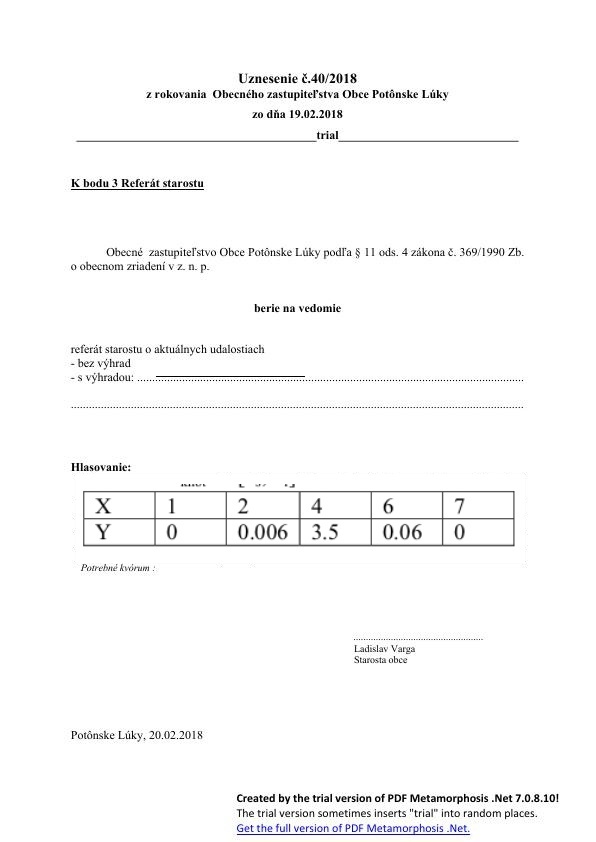 Uznesenie č.40/2018
z rokovania Obecného zastupiteľstva Obce Potônske Lúky
zo dňa 19.02.2018
trial
K bodu 3 Referát starostu
Obecné zastupiteľstvo Obce Potônske Lúky podľa § 11 ods. 4 zákona č. 369/1990 Zb.
o obecnom zriadení v z. n. p.
berie na vedomie
referát starostu o aktuálnych udalostiach
- bez výhrad
- s výhradou: ....................................................................................................................................
.......................................................................................................................................................
Hlasovanie:
X 1 2 4 6 7
Y 0 0.006 3.5 0.06 0
Potrebné kvórum :
....................................................
Ladislav Varga
Starosta obce
Potônske Lúky, 20.02.2018
Created by the trial version of PDF Metamorphosis .Net 7.0.8.10!
The trial version sometimes inserts "trial" into random places.
Get the full version of PDF Metamorphosis .Net.